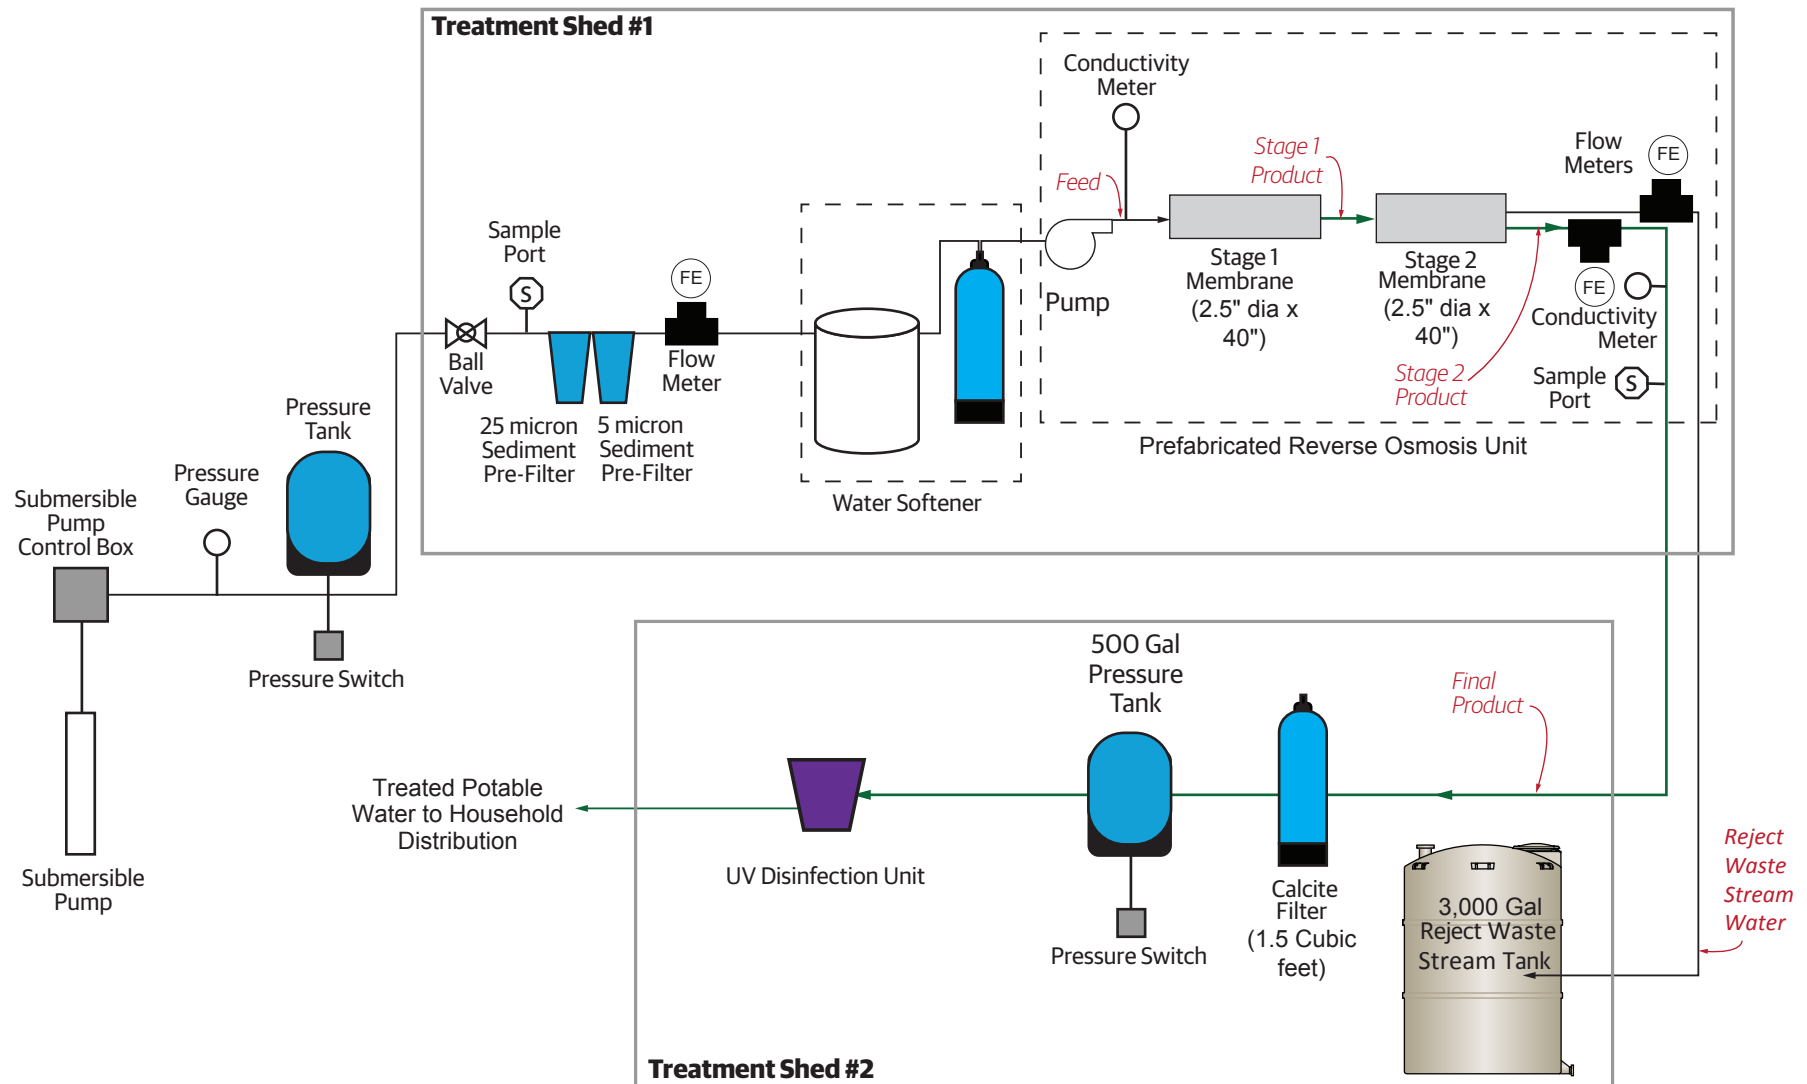 Treatment Shed #1
Conductivity
Meter
Feed
Stage 1
Product
Flow
Meters
FE
Sample
Port
S
FE
Ball
Valve
Flow
Meter
25 micron
Sediment
Pre-Filter
5 micron
Sediment
Pre-Filter
Water Softener
Pump
Stage 1
Membrane
(2.5" dia x
40")
Stage 2
Membrane
(2.5" dia x
40")
FE
Conductivity
Meter
Stage 2
Product
Sample
Port
S
Prefabricated Reverse Osmosis Unit
Pressure
Tank
Pressure
Gauge
Submersible
Pump
Control Box
Pressure Switch
Submersible
Pump
500 Gal
Pressure
Tank
Final
Product
Treated Potable
Water to Household
Distribution
UV Disinfection Unit
Pressure Switch
Calcite
Filter
(1.5 Cubic
feet)
3,000 Gal
Reject Waste
Stream Tank
Reject
Waste
Stream
Water
Treatment Shed #2